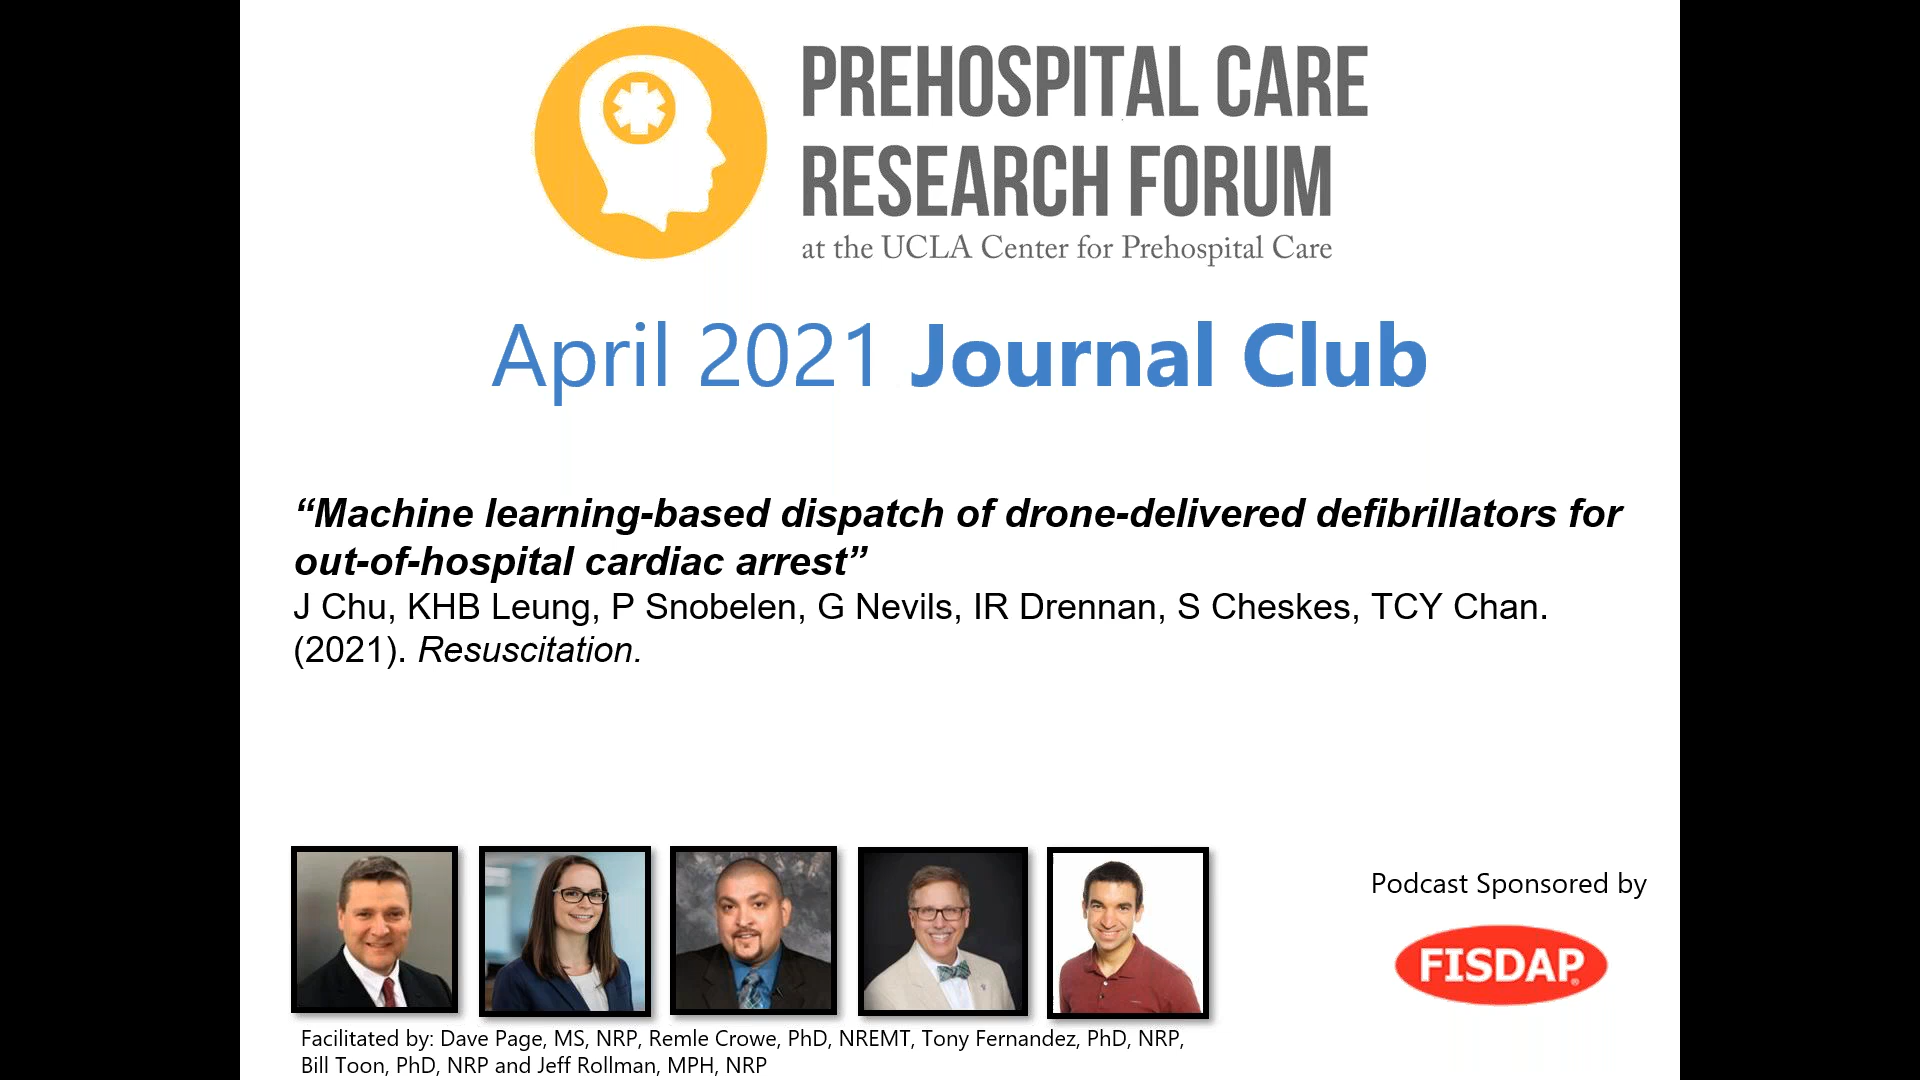 PREHOSPITAL CARE
RESEARCH FORUM
at the UCLA Center for Prehospital Care
April 2021 Journal Club
“Machine learning-based dispatch of drone-delivered defibrillators for
out-of-hospital cardiac arrest”
J Chu, KHB Leung, P Snobelen, G Nevils, IR Drennan, S Cheskes, TCY Chan.
(2021). Resuscitation.
Podcast Sponsored by
FISDAP®
Facilitated by: Dave Page, MS, NRP, Remle Crowe, PhD, NREMT, Tony Fernandez, PhD, NRP,
Bill Toon, PhD, NRP and Jeff Rollman, MPH, NRP